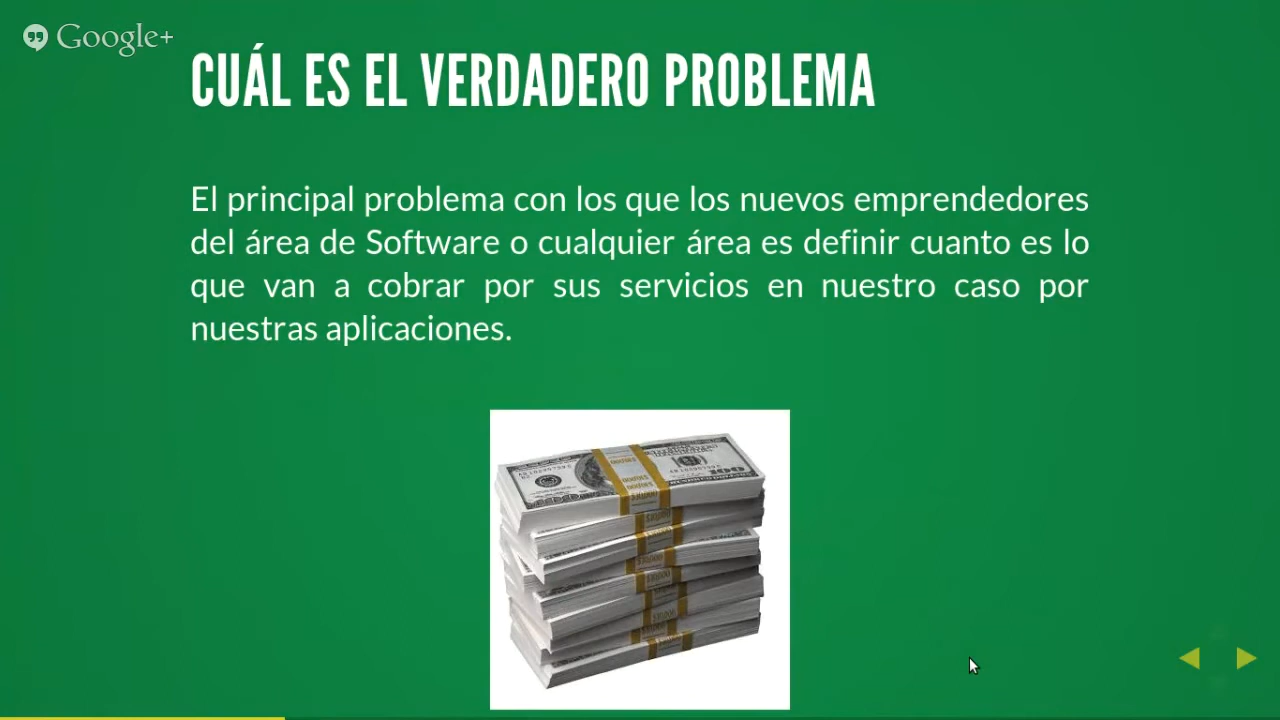 Google+
CUÁL ES EL VERDADERO PROBLEMA
El principal problema con los que los nuevos emprendedores
del área de Software o cualquier área es definir cuanto es lo
que van a cobrar por sus servicios en nuestro caso por
nuestras aplicaciones.
100